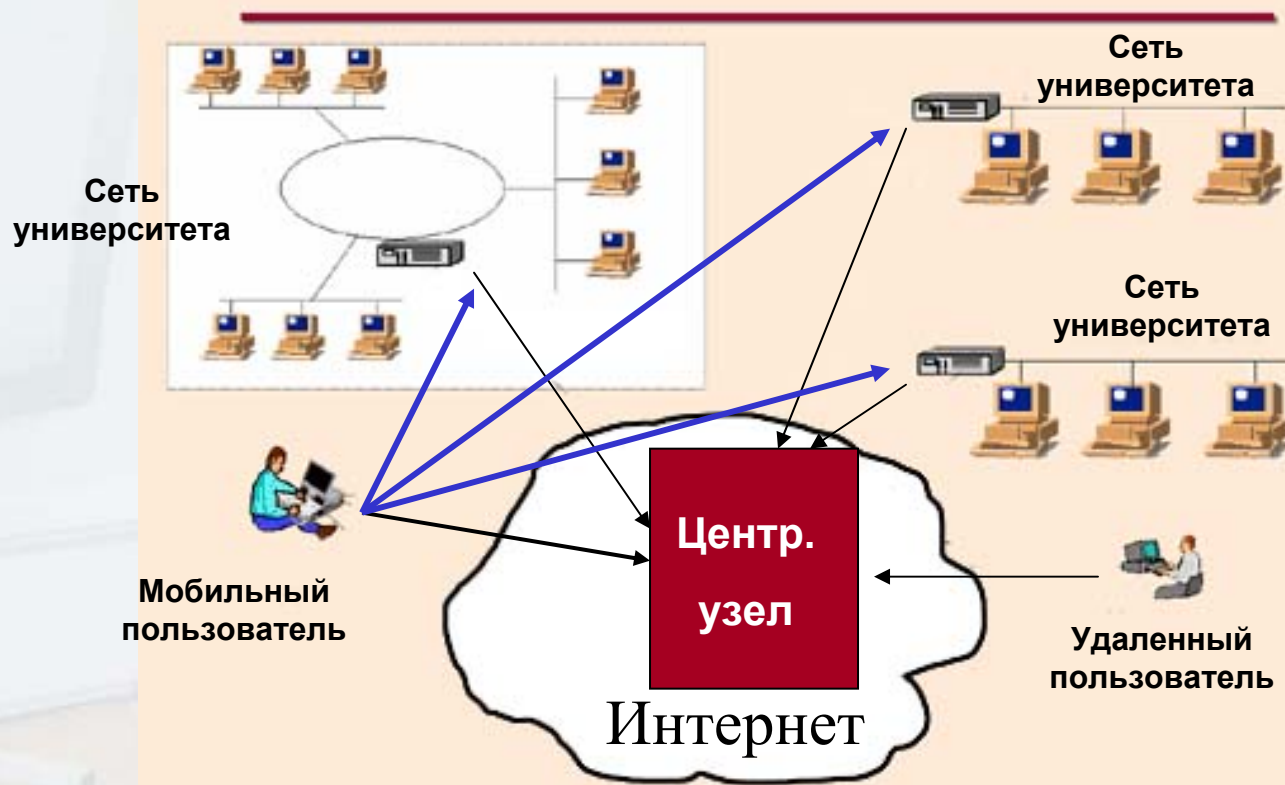 Сеть
университета
Сеть
университета
Сеть
университета
Мобильный
пользователь
Центр.
узел
Удаленный
пользователь
Интернет